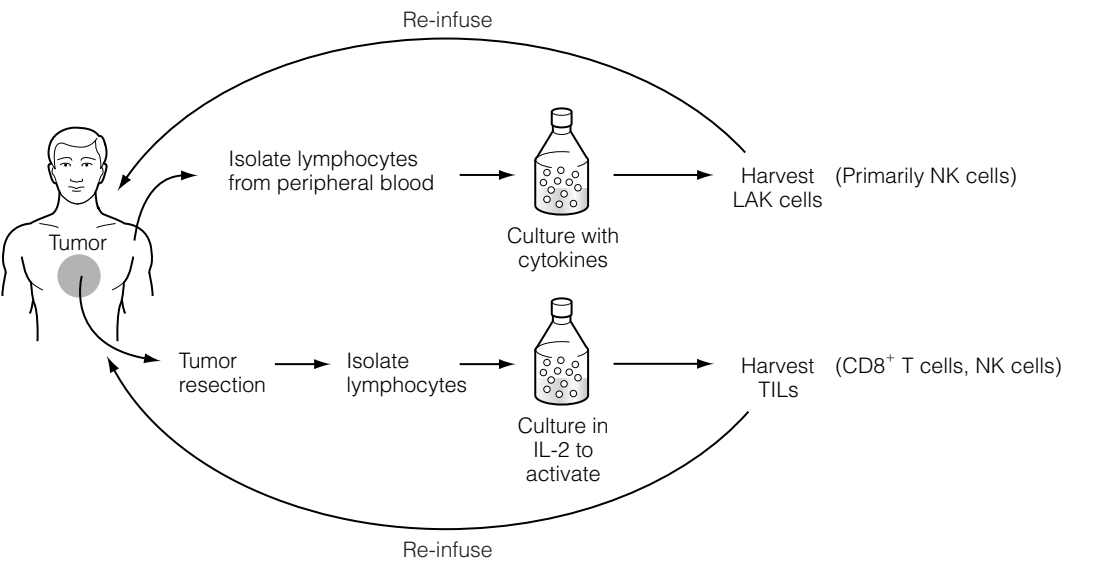 Re-infuse
Isolate lymphocytes
from peripheral blood
Culture with
cytokines
Harvest
LAK cells
(Primarily NK cells)
Tumor
Tumor
resection
Isolate
lymphocytes
Culture in
IL-2 to
activate
Harvest
TILs
(CD8⁺ T cells, NK cells)
Re-infuse